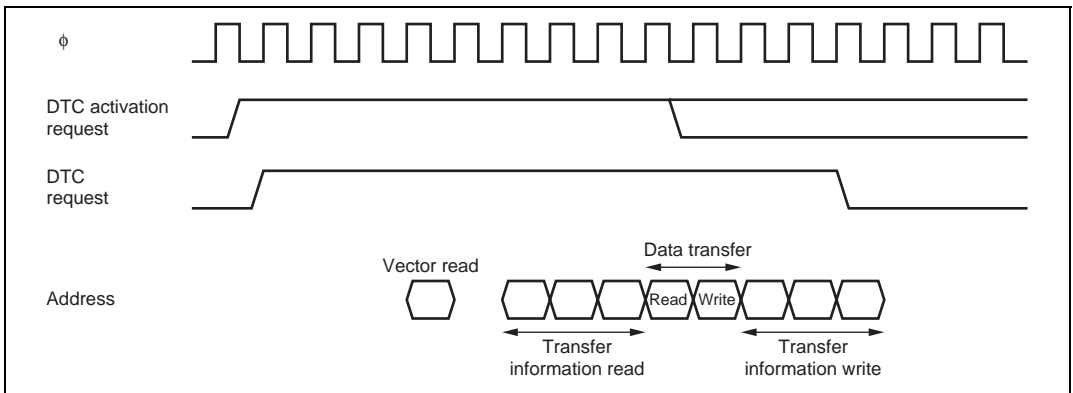 φ
DTC activation
request
DTC
request
Data transfer
Vector read
Address
Read Write
Transfer
information read
Transfer
information write